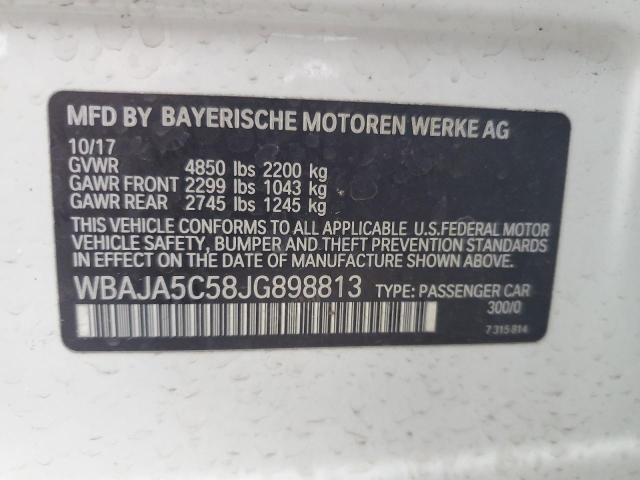 MFD BY BAYERISCHE MOTOREN WERKE AG
10/17
GVWR 4850 lbs 2200 kg
GAWR FRONT 2299 lbs 1043 kg
GAWR REAR 2745 lbs 1245 kg
THIS VEHICLE CONFORMS TO ALL APPLICABLE U.S.FEDERAL MOTOR
VEHICLE SAFETY, BUMPER AND THEFT PREVENTION STANDARDS
IN EFFECT ON THE DATE OF MANUFACTURE SHOWN ABOVE.
WBAJA5C58JG898813 TYPE: PASSENGER CAR
300/0
7 315 814